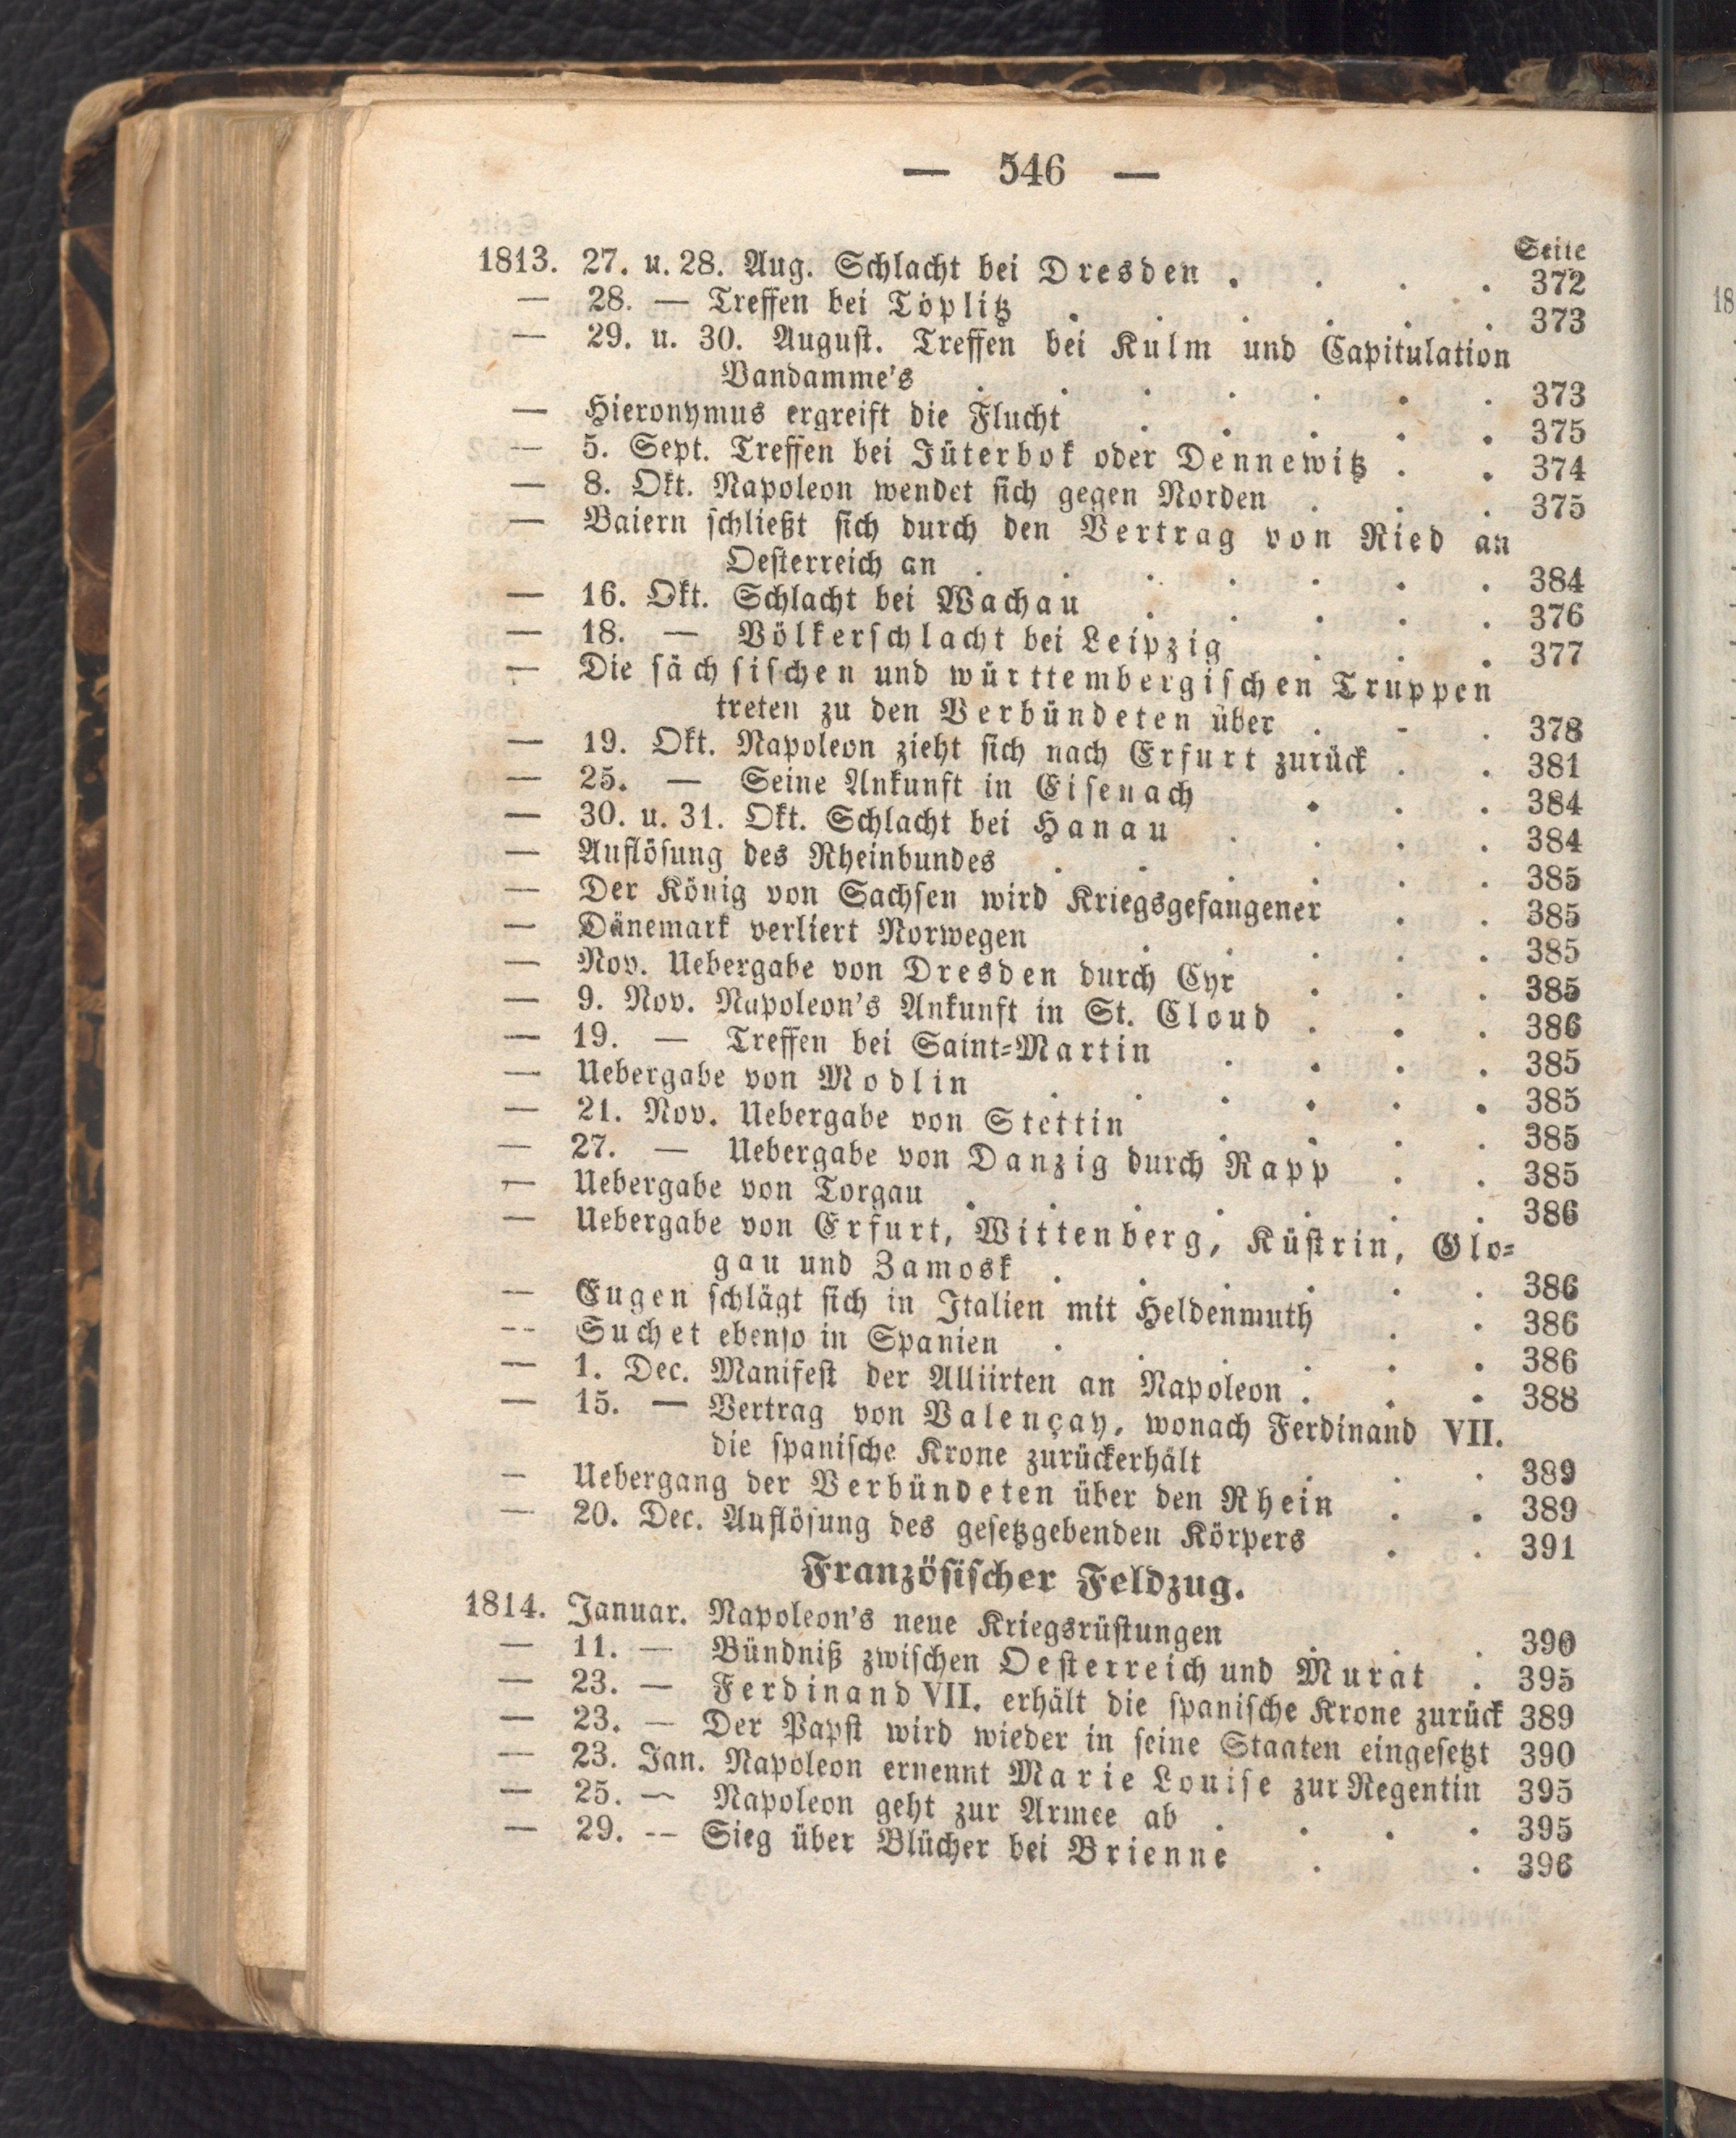 — 546 —
Seite
1813. 27. u. 28. Aug. Schlacht bei Dresden . . . . 372
— 28. — Treffen bei Töplitz . . . . . . 373
— 29. u. 30. August. Treffen bei Kulm und Capitulation
Vandamme's . . . . . . . 373
— Hieronymus ergreift die Flucht . . . . . 375
— 5. Sept. Treffen bei Jüterbok oder Dennewitz . . 374
— 8. Okt. Napoleon wendet sich gegen Norden . . . 375
— Baiern schließt sich durch den Vertrag von Ried an
Oesterreich an . . . . . . . 384
— 16. Okt. Schlacht bei Wachau . . . . . 376
— 18. — Völkerschlacht bei Leipzig . . . 377
— Die sächsischen und württembergischen Truppen
treten zu den Verbündeten über . . . 378
— 19. Okt. Napoleon zieht sich nach Erfurt zurück . . 381
— 25. — Seine Ankunft in Eisenach . . . 384
— 30. u. 31. Okt. Schlacht bei Hanau . . . . 384
— Auflösung des Rheinbundes . . . . . . 385
— Der König von Sachsen wird Kriegsgefangener . . 385
— Dänemark verliert Norwegen . . . . . 385
— Nov. Uebergabe von Dresden durch Cyr . . . 385
— 9. Nov. Napoleon's Ankunft in St. Cloud . . . 386
— 19. — Treffen bei Saint-Martin . . . . 385
— Uebergabe von Modlin . . . . . . 385
— 21. Nov. Uebergabe von Stettin . . . . 385
— 27. — Uebergabe von Danzig durch Rapp . . 385
— Uebergabe von Torgau . . . . . . . 386
— Uebergabe von Erfurt, Wittenberg, Küstrin, Glo-
gau und Zamosk . . . . . . 386
— Eugen schlägt sich in Italien mit Heldenmuth . . 386
— Suchet ebenso in Spanien . . . . . . 386
— 1. Dec. Manifest der Alliirten an Napoleon . . . 388
— 15. — Vertrag von Valençay, wonach Ferdinand VII.
die spanische Krone zurückerhält . . . 389
— Uebergang der Verbündeten über den Rhein . . 389
— 20. Dec. Auflösung des gesetzgebenden Körpers . . 391
Französischer Feldzug.
1814. Januar. Napoleon's neue Kriegsrüstungen . . . 390
— 11. — Bündniß zwischen Oesterreich und Murat . 395
— 23. — Ferdinand VII. erhält die spanische Krone zurück 389
— 23. — Der Papst wird wieder in seine Staaten eingesetzt 390
— 23. Jan. Napoleon ernennt Marie Louise zur Regentin 395
— 25. — Napoleon geht zur Armee ab . . . . 395
— 29. — Sieg über Blücher bei Brienne . . 396
18